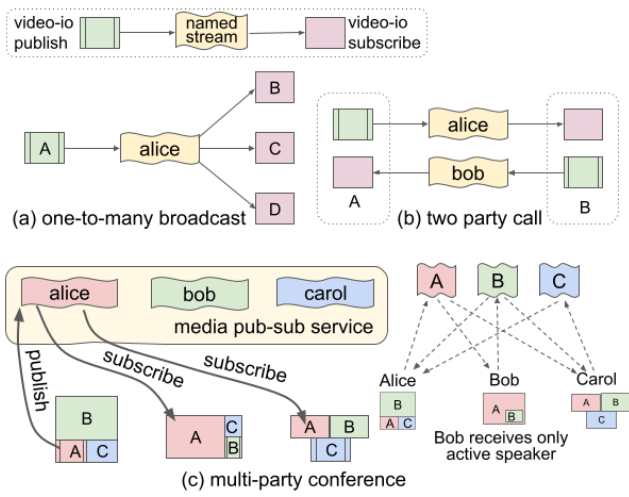 video-io
publish
named
stream
video-io
subscribe
A
alice
B
C
D
(a) one-to-many broadcast
alice
bob
A
B
(b) two party call
alice
bob
carol
media pub-sub service
publish
subscribe
subscribe
B
A
C
A
C
B
A
B
C
A
B
C
Alice
Bob
Carol
B
A
C
A
B
A
B
C
Bob receives only
active speaker
(c) multi-party conference